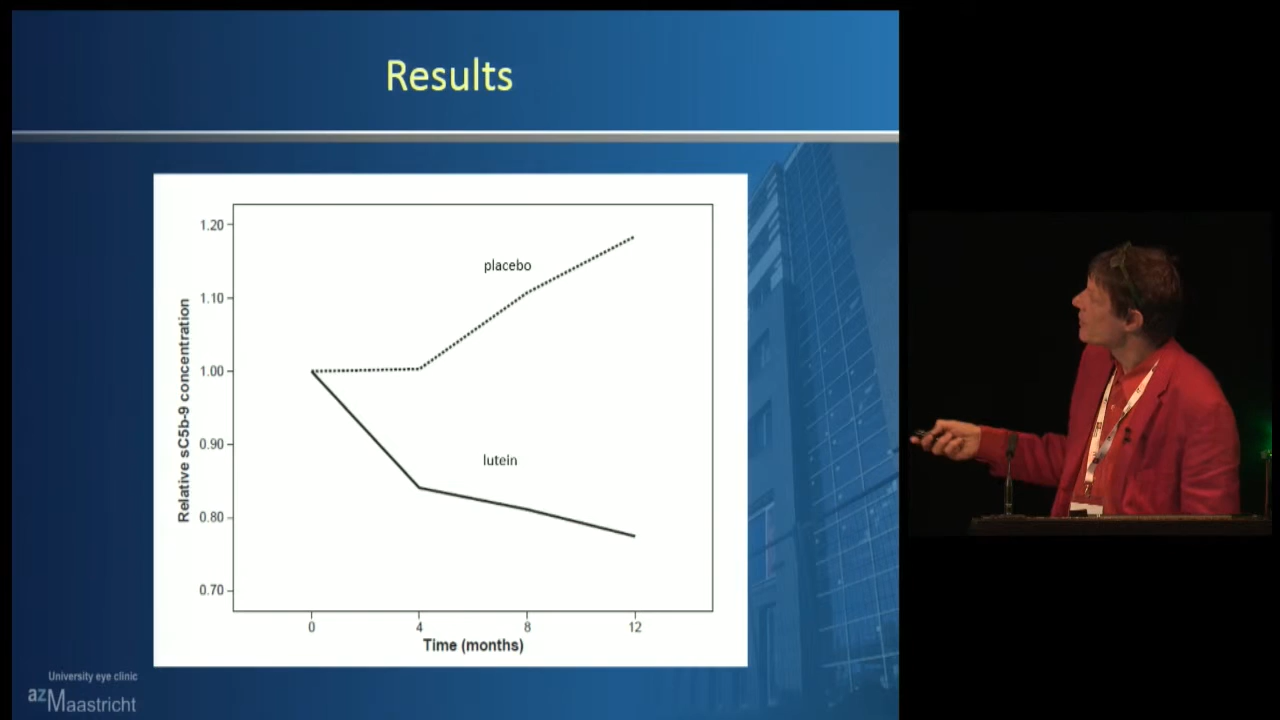 Results
1.20
1.10
1.00
0.90
0.80
0.70
Relative sC5b-9 concentration
placebo
lutein
0 4 8 12
Time (months)
University eye clinic
azMaastricht